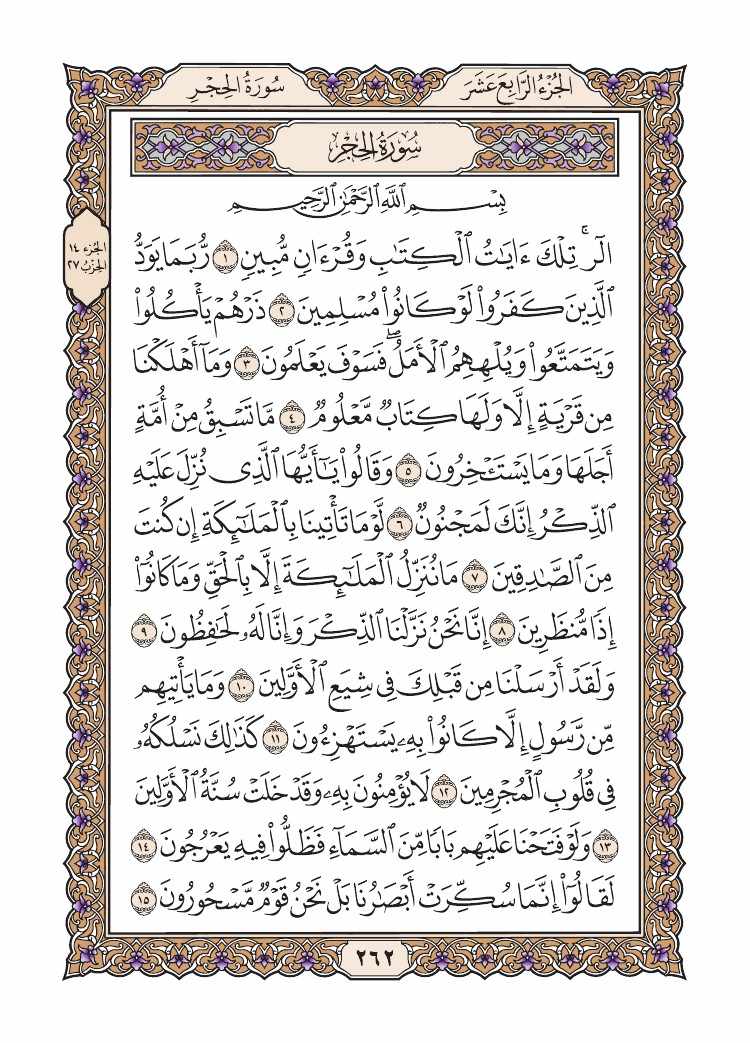 الجُزْءُ الرَّابِعَ عَشَرَ
سُورَةُ الحِجْرِ
سُورَةُ الحِجْرِ
بِسْمِ ٱللَّهِ ٱلرَّحْمَٰنِ ٱلرَّحِيمِ
الجُزء ١٤
الحِزْبُ ٢٧
الٓرۚ تِلْكَ ءَايَٰتُ ٱلْكِتَٰبِ وَقُرْءَانٍ مُّبِينٍ ١ رُّبَمَا يَوَدُّ
ٱلَّذِينَ كَفَرُوا۟ لَوْ كَانُوا۟ مُسْلِمِينَ ٢ ذَرْهُمْ يَأْكُلُوا۟
وَيَتَمَتَّعُوا۟ وَيُلْهِهِمُ ٱلْأَمَلُۖ فَسَوْفَ يَعْلَمُونَ ٣ وَمَآ أَهْلَكْنَا
مِن قَرْيَةٍ إِلَّا وَلَهَا كِتَابٌ مَّعْلُومٌ ٤ مَّا تَسْبِقُ مِنْ أُمَّةٍ
أَجَلَهَا وَمَا يَسْتَـْٔخِرُونَ ٥ وَقَالُوا۟ يَٰٓأَيُّهَا ٱلَّذِى نُزِّلَ عَلَيْهِ
ٱلذِّكْرُ إِنَّكَ لَمَجْنُونٌ ٦ لَّوْ مَا تَأْتِينَا بِٱلْمَلَٰٓئِكَةِ إِن كُنتَ
مِنَ ٱلصَّٰدِقِينَ ٧ مَا نُنَزِّلُ ٱلْمَلَٰٓئِكَةَ إِلَّا بِٱلْحَقِّ وَمَا كَانُوٓا۟
إِذًا مُّنظَرِينَ ٨ إِنَّا نَحْنُ نَزَّلْنَا ٱلذِّكْرَ وَإِنَّا لَهُۥ لَحَٰفِظُونَ ٩
وَلَقَدْ أَرْسَلْنَا مِن قَبْلِكَ فِى شِيَعِ ٱلْأَوَّلِينَ ١٠ وَمَا يَأْتِيهِم
مِّن رَّسُولٍ إِلَّا كَانُوا۟ بِهِۦ يَسْتَهْزِءُونَ ١١ كَذَٰلِكَ نَسْلُكُهُۥ
فِى قُلُوبِ ٱلْمُجْرِمِينَ ١٢ لَا يُؤْمِنُونَ بِهِۦ وَقَدْ خَلَتْ سُنَّةُ ٱلْأَوَّلِينَ
١٣ وَلَوْ فَتَحْنَا عَلَيْهِم بَابًا مِّنَ ٱلسَّمَآءِ فَظَلُّوا۟ فِيهِ يَعْرُجُونَ ١٤
لَقَالُوٓا۟ إِنَّمَا سُكِّرَتْ أَبْصَٰرُنَا بَلْ نَحْنُ قَوْمٌ مَّسْحُورُونَ ١٥
٢٦٢